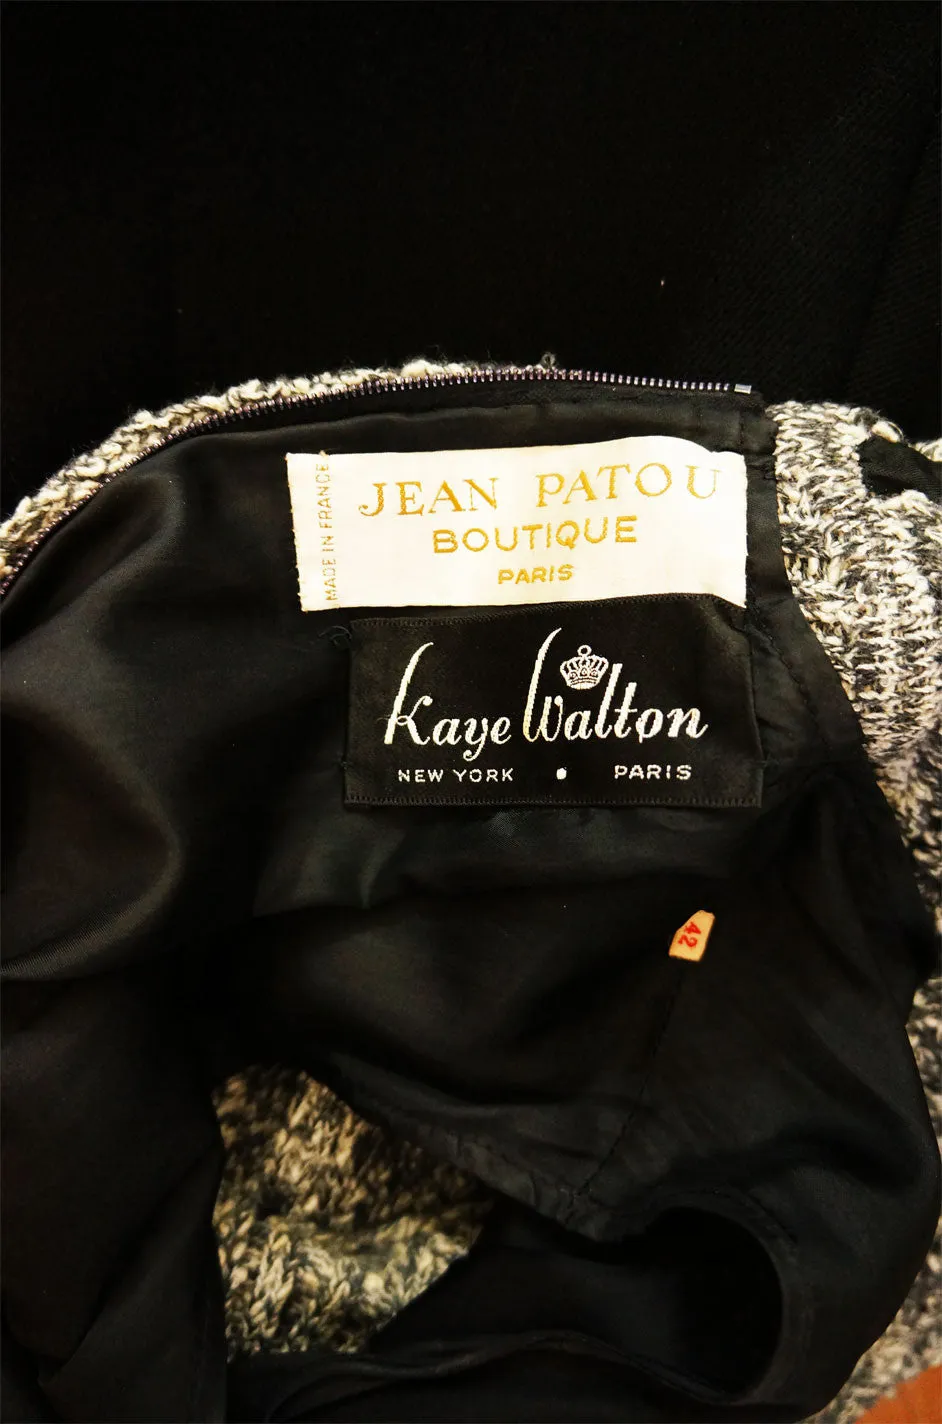 MADE IN FRANCE
JEAN PATOU
BOUTIQUE
PARIS
Kaye Walton
NEW YORK • PARIS
42